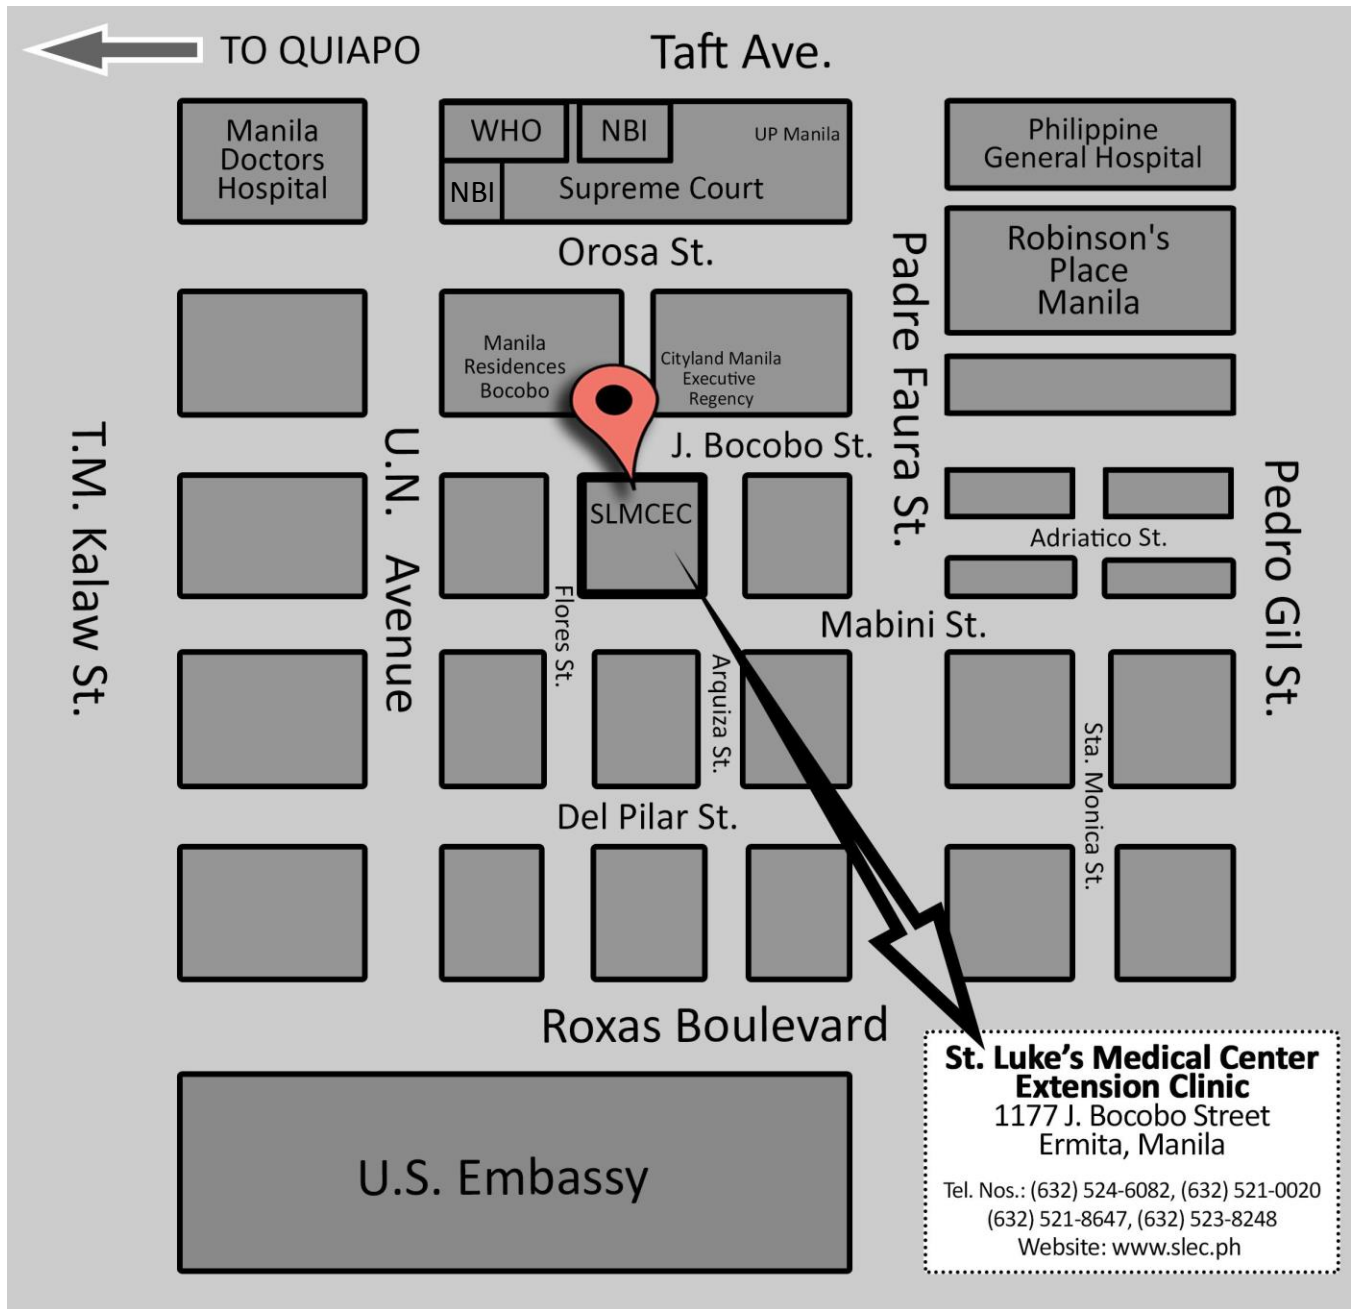 TO QUIAPO
Taft Ave.
Manila
Doctors
Hospital
WHO
NBI
UP Manila
NBI
Supreme Court
Philippine
General Hospital
Orosa St.
Padre Faura St.
Robinson's
Place
Manila
Manila
Residences
Bocobo
Cityland Manila
Executive
Regency
T.M. Kalaw St.
U.N. Avenue
J. Bocobo St.
Pedro Gil St.
SLMCEC
Adriatico St.
Flores St.
Mabini St.
Arquiza St.
Sta. Monica St.
Del Pilar St.
Roxas Boulevard
U.S. Embassy
St. Luke’s Medical Center
Extension Clinic
1177 J. Bocobo Street
Ermita, Manila
Tel. Nos.: (632) 524-6082, (632) 521-0020
(632) 521-8647, (632) 523-8248
Website: www.slec.ph